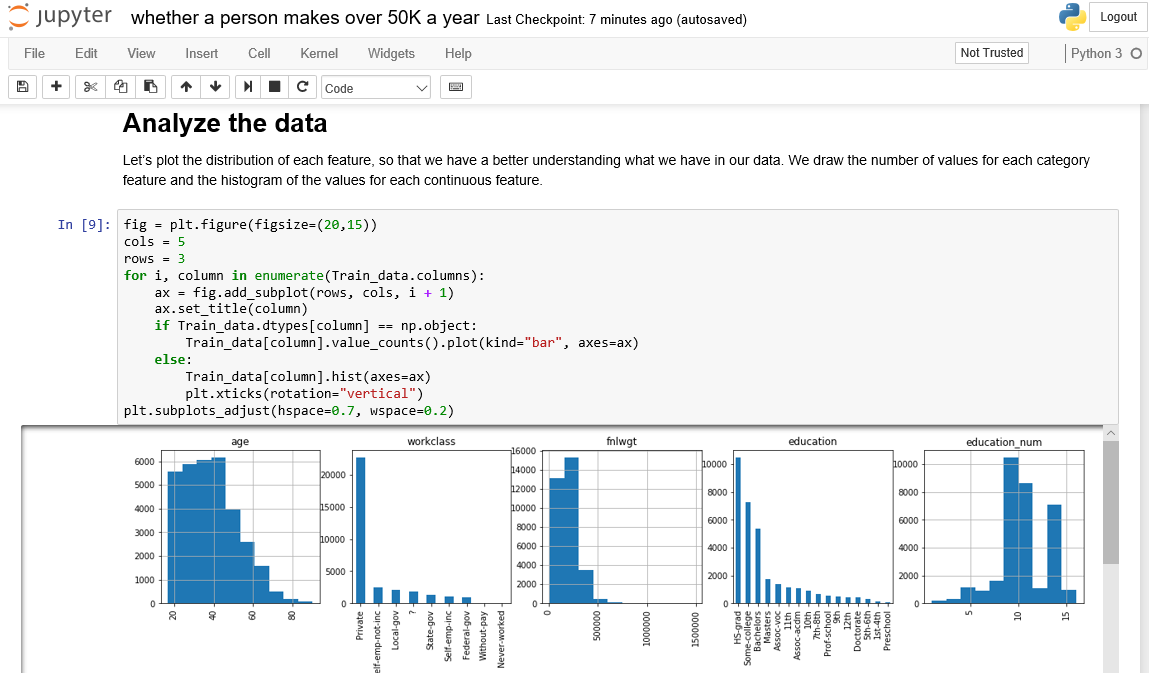 jupyter whether a person makes over 50K a year Last Checkpoint: 7 minutes ago (autosaved) Logout
File Edit View Insert Cell Kernel Widgets Help Not Trusted Python 3
Code
Analyze the data
Let's plot the distribution of each feature, so that we have a better understanding what we have in our data. We draw the number of values for each category
feature and the histogram of the values for each continuous feature.
In [9]:
fig = plt.figure(figsize=(20,15))
cols = 5
rows = 3
for i, column in enumerate(Train_data.columns):
    ax = fig.add_subplot(rows, cols, i + 1)
    ax.set_title(column)
    if Train_data.dtypes[column] == np.object:
        Train_data[column].value_counts().plot(kind="bar", axes=ax)
    else:
        Train_data[column].hist(axes=ax)
        plt.xticks(rotation="vertical")
plt.subplots_adjust(hspace=0.7, wspace=0.2)
age
6000
5000
4000
3000
2000
1000
0
20 40 60 80
workclass
20000
15000
10000
5000
0
Private
elf-emp-not-inc
Local-gov
?
State-gov
Self-emp-inc
Federal-gov
Without-pay
Never-worked
fnlwgt
16000
14000
12000
10000
8000
6000
4000
2000
0
0 500000 1000000 1500000
education
10000
8000
6000
4000
2000
0
HS-grad
Some-college
Bachelors
Masters
Assoc-voc
11th
Assoc-acdm
10th
7th-8th
Prof-school
9th
12th
Doctorate
5th-6th
1st-4th
Preschool
education_num
10000
8000
6000
4000
2000
0
5 10 15